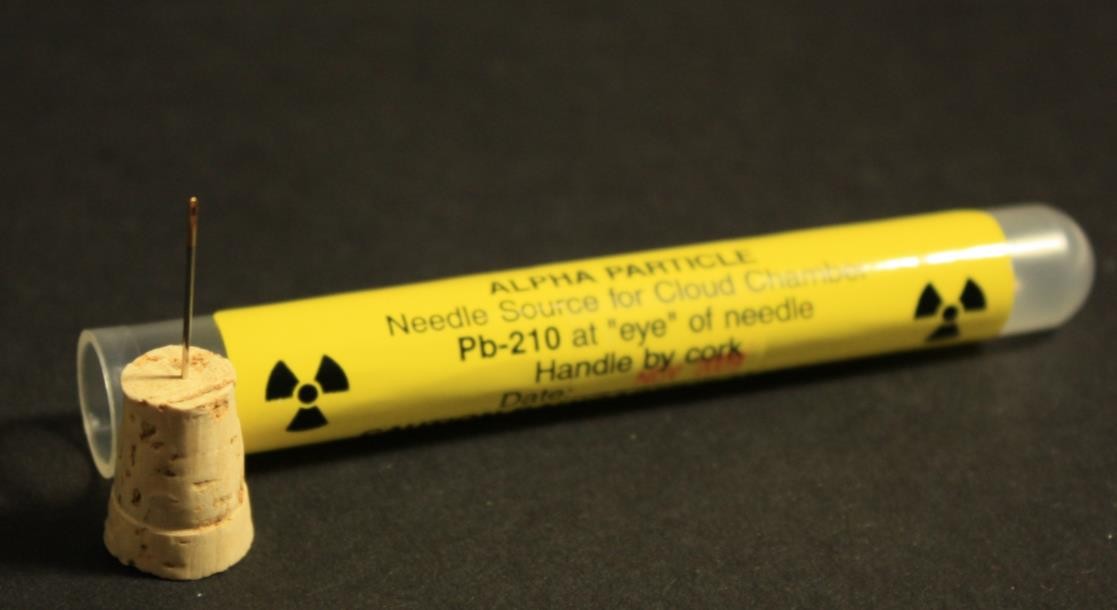 ALPHA PARTICLE
Needle Source for Cloud Chamber
Pb-210 at "eye" of needle
Handle by cork
Date: